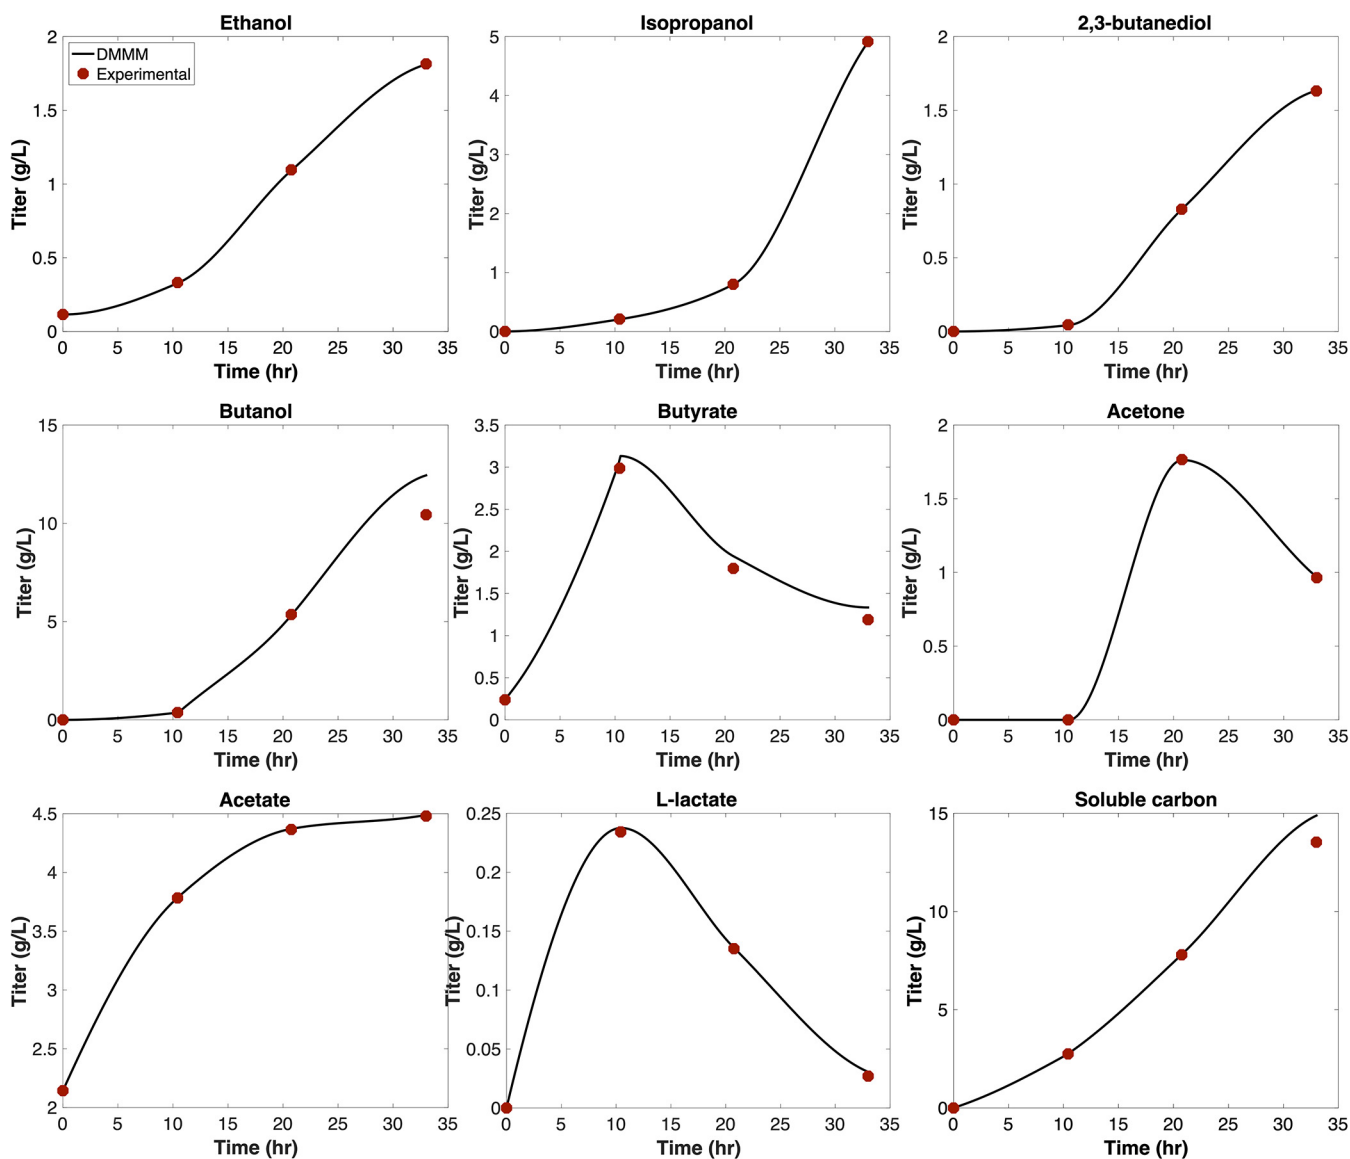 Ethanol
2
1.5
1
0.5
0
0 5 10 15 20 25 30 35
Titer (g/L)
Time (hr)
DMMM
Experimental
Isopropanol
5
4
3
2
1
0
0 5 10 15 20 25 30 35
Titer (g/L)
Time (hr)
2,3-butanediol
2
1.5
1
0.5
0
0 5 10 15 20 25 30 35
Titer (g/L)
Time (hr)
Butanol
15
10
5
0
0 5 10 15 20 25 30 35
Titer (g/L)
Time (hr)
Butyrate
3.5
3
2.5
2
1.5
1
0.5
0
0 5 10 15 20 25 30 35
Titer (g/L)
Time (hr)
Acetone
2
1.5
1
0.5
0
0 5 10 15 20 25 30 35
Titer (g/L)
Time (hr)
Acetate
4.5
4
3.5
3
2.5
2
0 5 10 15 20 25 30 35
Titer (g/L)
Time (hr)
L-lactate
0.25
0.2
0.15
0.1
0.05
0
0 5 10 15 20 25 30 35
Titer (g/L)
Time (hr)
Soluble carbon
15
10
5
0
0 5 10 15 20 25 30 35
Titer (g/L)
Time (hr)